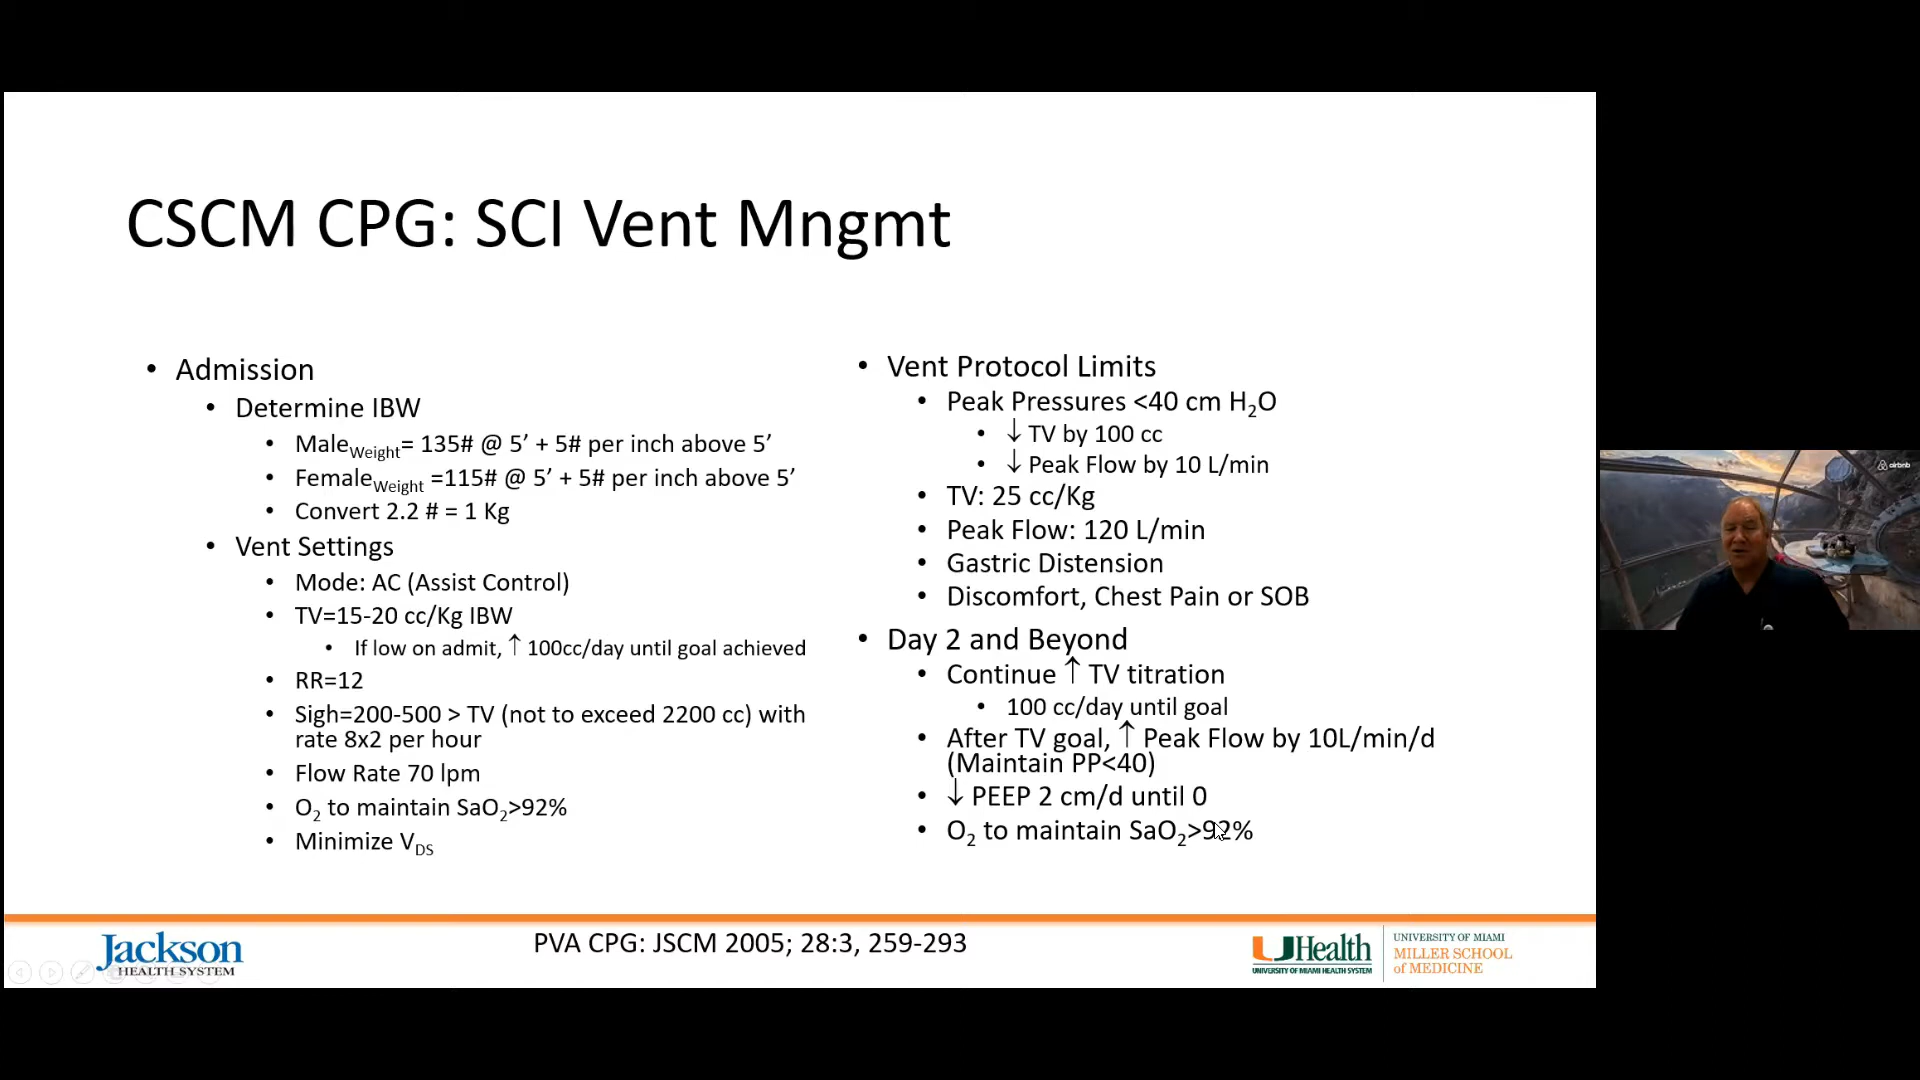 CSCM CPG: SCI Vent Mngmt
• Admission
• Determine IBW
• MaleWeight= 135# @ 5’ + 5# per inch above 5’
• FemaleWeight =115# @ 5’ + 5# per inch above 5’
• Convert 2.2 # = 1 Kg
• Vent Settings
• Mode: AC (Assist Control)
• TV=15-20 cc/Kg IBW
• If low on admit, ↑ 100cc/day until goal achieved
• RR=12
• Sigh=200-500 > TV (not to exceed 2200 cc) with
rate 8x2 per hour
• Flow Rate 70 lpm
• O2 to maintain SaO2>92%
• Minimize VDS
• Vent Protocol Limits
• Peak Pressures <40 cm H2O
• ↓ TV by 100 cc
• ↓ Peak Flow by 10 L/min
• TV: 25 cc/Kg
• Peak Flow: 120 L/min
• Gastric Distension
• Discomfort, Chest Pain or SOB
• Day 2 and Beyond
• Continue ↑ TV titration
• 100 cc/day until goal
• After TV goal, ↑ Peak Flow by 10L/min/d
(Maintain PP<40)
• ↓ PEEP 2 cm/d until 0
• O2 to maintain SaO2>92%
Jackson
HEALTH SYSTEM
PVA CPG: JSCM 2005; 28:3, 259-293
UHealth
UNIVERSITY OF MIAMI HEALTH SYSTEM
UNIVERSITY OF MIAMI
MILLER SCHOOL
of MEDICINE
airbnb